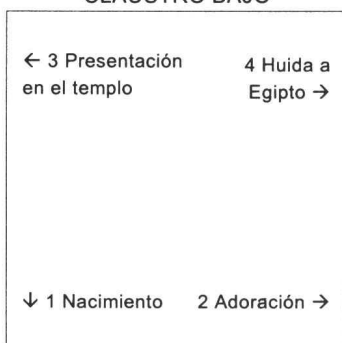 CLAUSTRO BAJO
← 3 Presentación
en el templo
4 Huida a
Egipto →
↓ 1 Nacimiento
2 Adoración →